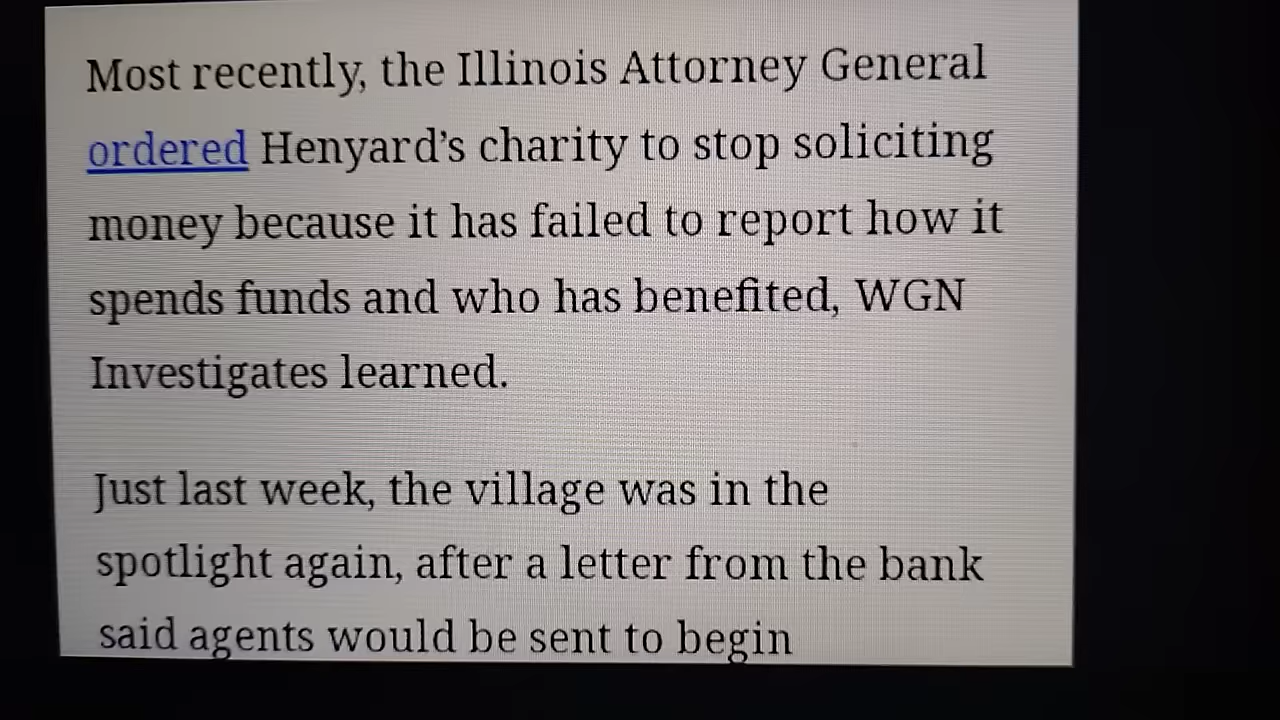 Most recently, the Illinois Attorney General
ordered Henyard’s charity to stop soliciting
money because it has failed to report how it
spends funds and who has benefited, WGN
Investigates learned.
Just last week, the village was in the
spotlight again, after a letter from the bank
said agents would be sent to begin